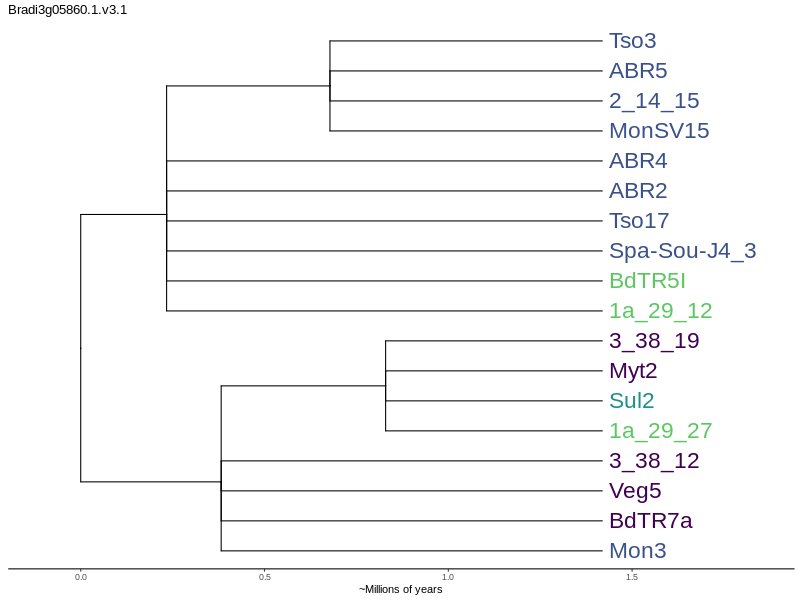 Bradi3g05860.1.v3.1
Tso3
ABR5
2_14_15
MonSV15
ABR4
ABR2
Tso17
Spa-Sou-J4_3
BdTR5I
1a_29_12
3_38_19
Myt2
Sul2
1a_29_27
3_38_12
Veg5
BdTR7a
Mon3
0.0 0.5 1.0 1.5
~Millions of years